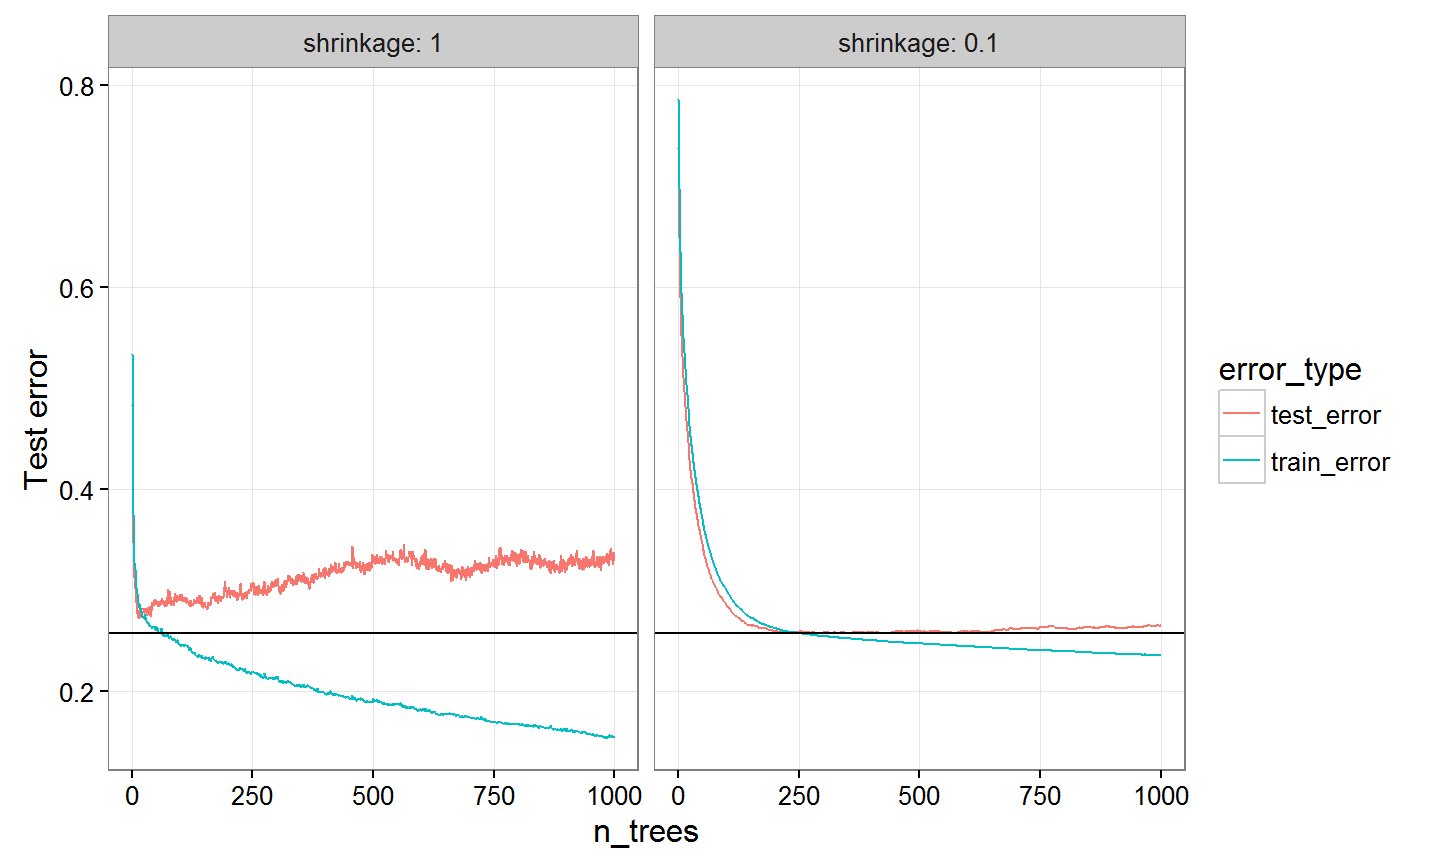 shrinkage: 1
shrinkage: 0.1
0.8
0.6
0.4
0.2
Test error
0 250 500 750 1000
0 250 500 750 1000
n_trees
error_type
test_error
train_error